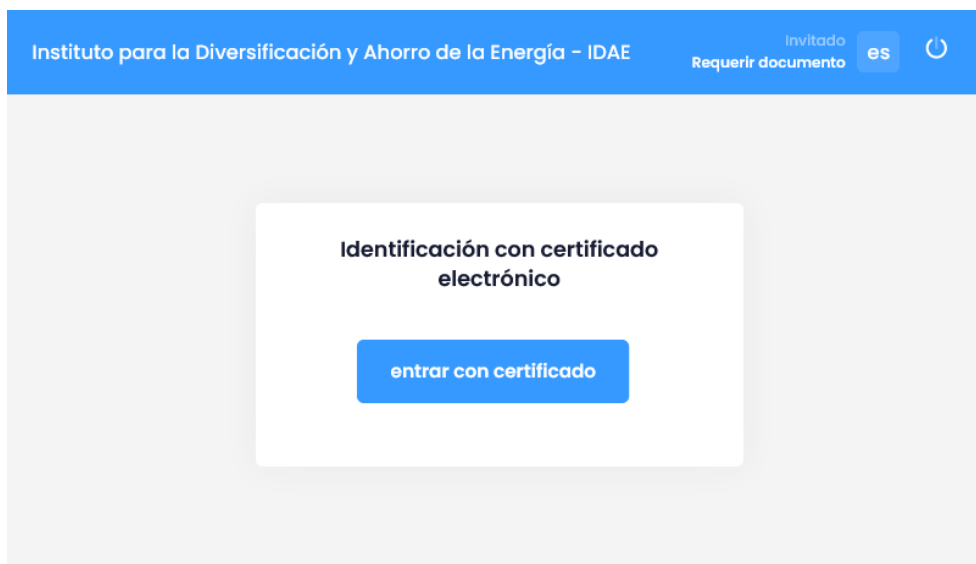 Instituto para la Diversificación y Ahorro de la Energía - IDAE
Invitado
Requerir documento
es
Identificación con certificado
electrónico
entrar con certificado